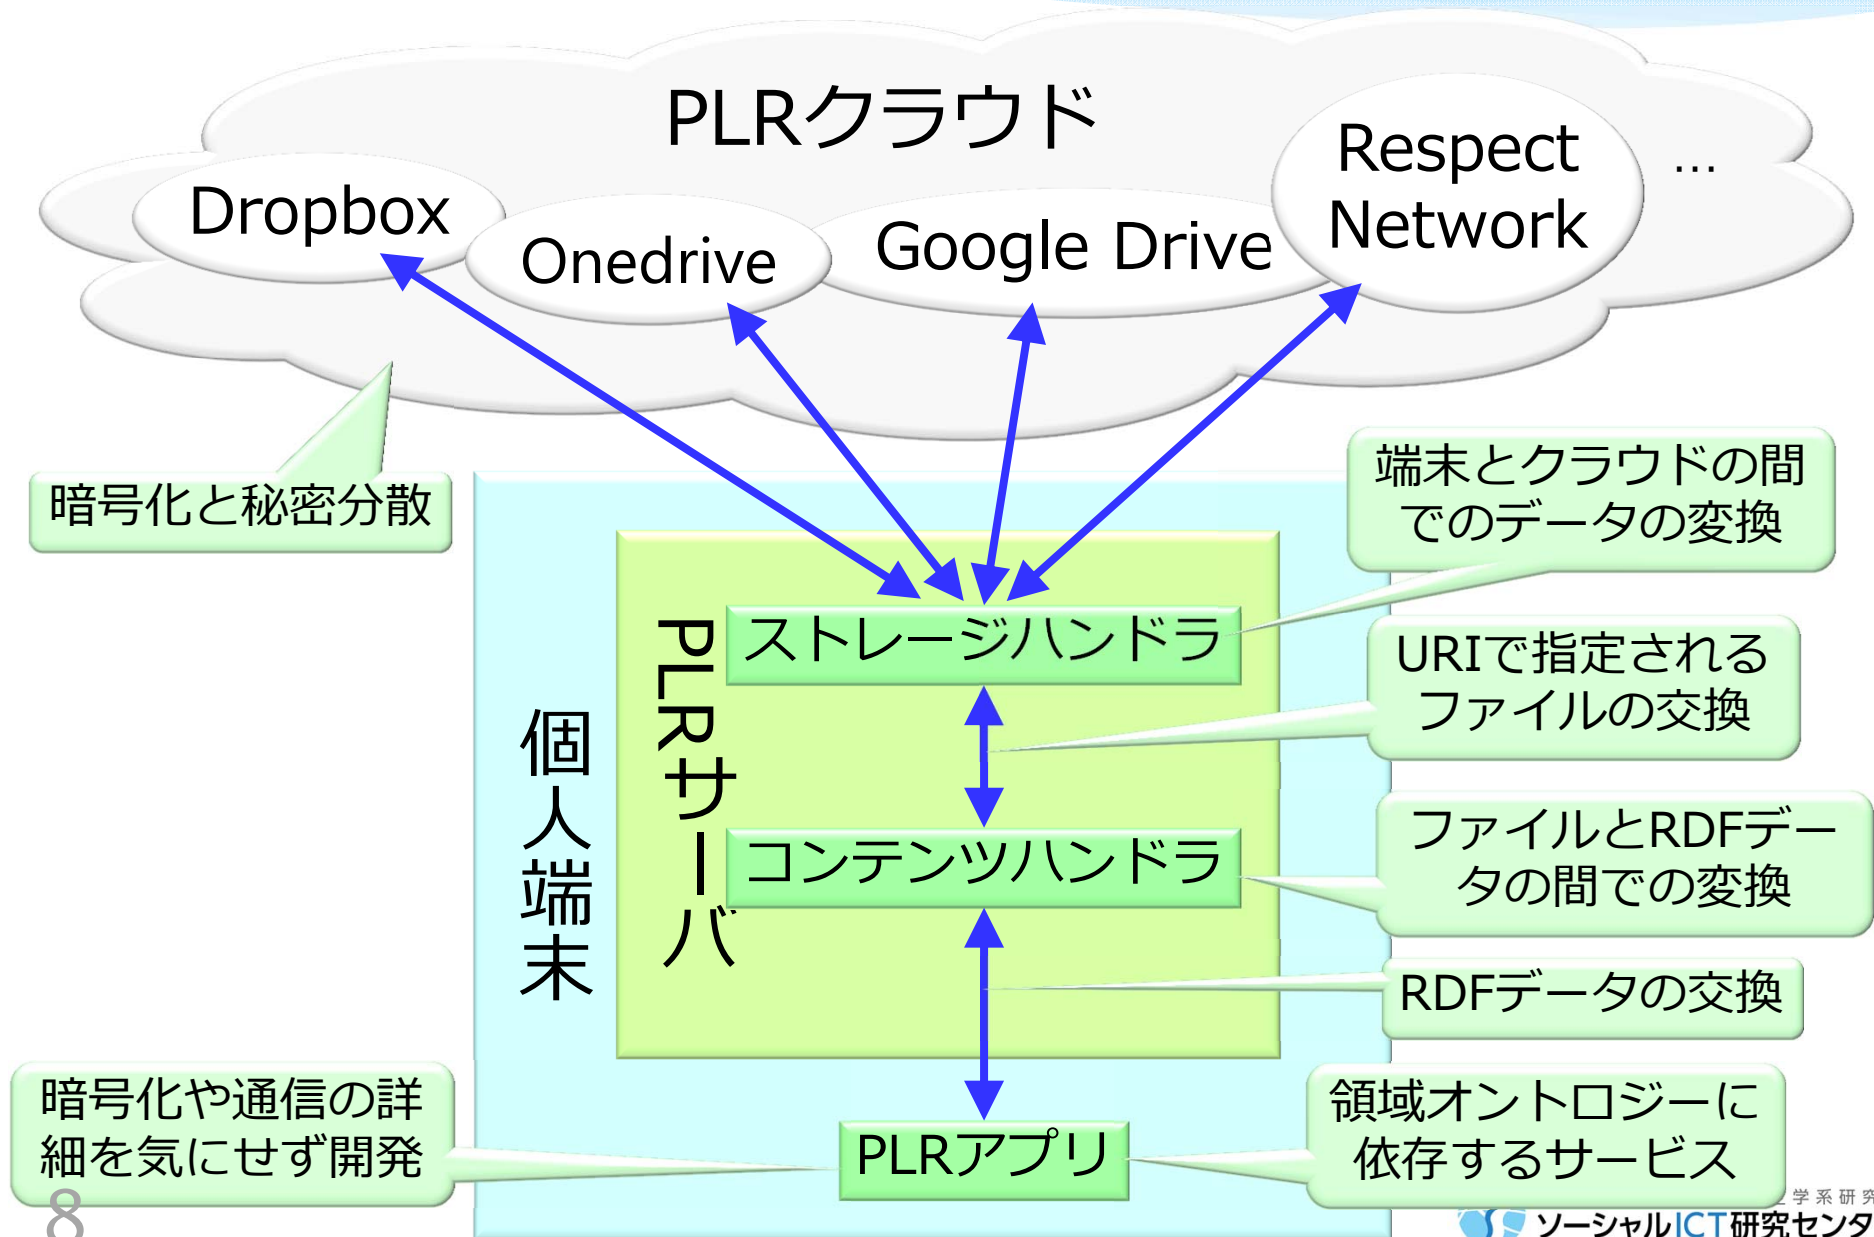 PLRクラウド
Dropbox
Onedrive
Google Drive
Respect
Network
…
暗号化と秘密分散
端末とクラウドの間
でのデータの変換
PLRサーバ
ストレージハンドラ
URIで指定される
ファイルの交換
個人端末
コンテンツハンドラ
ファイルとRDFデー
タの間での変換
RDFデータの交換
暗号化や通信の詳
細を気にせず開発
PLRアプリ
領域オントロジーに
依存するサービス
8
学系研究
ソーシャルICT研究センタ